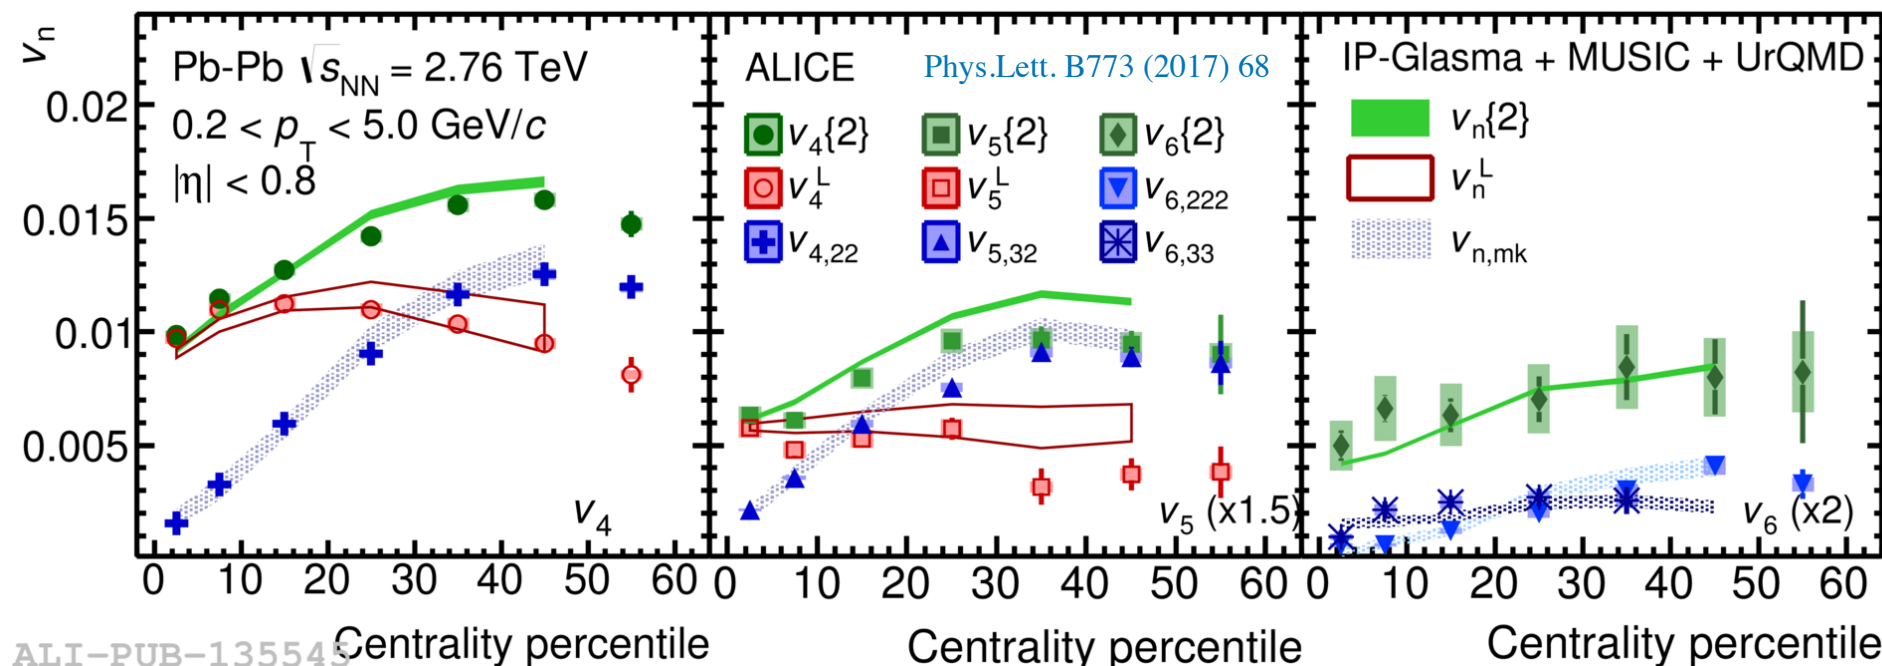 v_n
0.02
0.015
0.01
0.005
Pb-Pb √s_NN = 2.76 TeV
0.2 < p_T < 5.0 GeV/c
|η| < 0.8
v_4
0 10 20 30 40 50 60
Centrality percentile
ALICE Phys.Lett. B773 (2017) 68
v_4{2} v_5{2} v_6{2}
v_4^L v_5^L v_6,222
v_4,22 v_5,32 v_6,33
v_5 (x1.5)
0 10 20 30 40 50 60
Centrality percentile
IP-Glasma + MUSIC + UrQMD
v_n{2}
v_n^L
v_n,mk
v_6 (x2)
0 10 20 30 40 50 60
Centrality percentile
ALI-PUB-135545